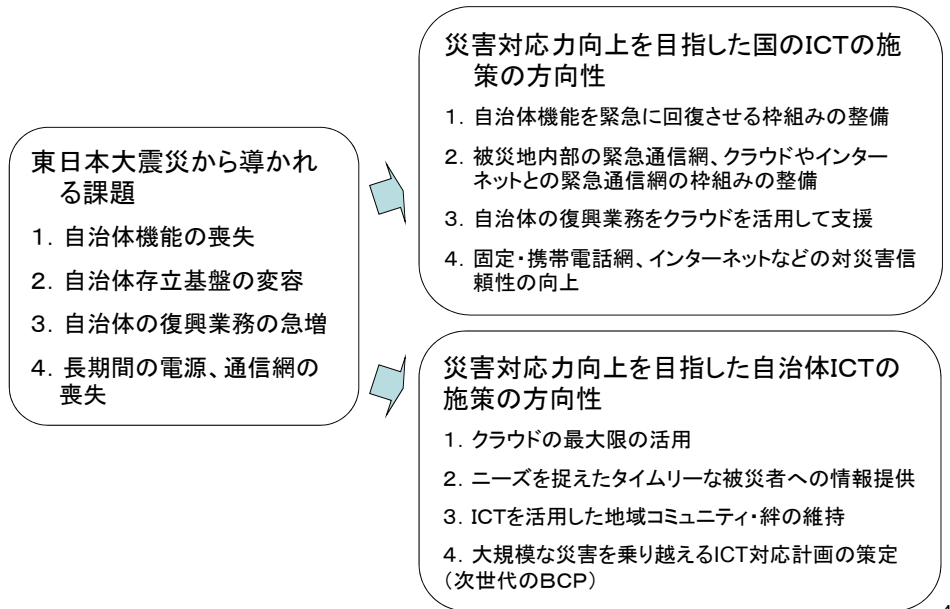 東日本大震災から導かれ
る課題
１．自治体機能の喪失
２．自治体存立基盤の変容
３．自治体の復興業務の急増
４．長期間の電源、通信網の
喪失
災害対応力向上を目指した国のICTの施
策の方向性
１．自治体機能を緊急に回復させる枠組みの整備
２．被災地内部の緊急通信網、クラウドやインター
ネットとの緊急通信網の枠組みの整備
３．自治体の復興業務をクラウドを活用して支援
４．固定・携帯電話網、インターネットなどの対災害信
頼性の向上
災害対応力向上を目指した自治体ICTの
施策の方向性
１．クラウドの最大限の活用
２．ニーズを捉えたタイムリーな被災者への情報提供
３．ICTを活用した地域コミュニティ・絆の維持
４．大規模な災害を乗り越えるICT対応計画の策定
（次世代のＢＣＰ）